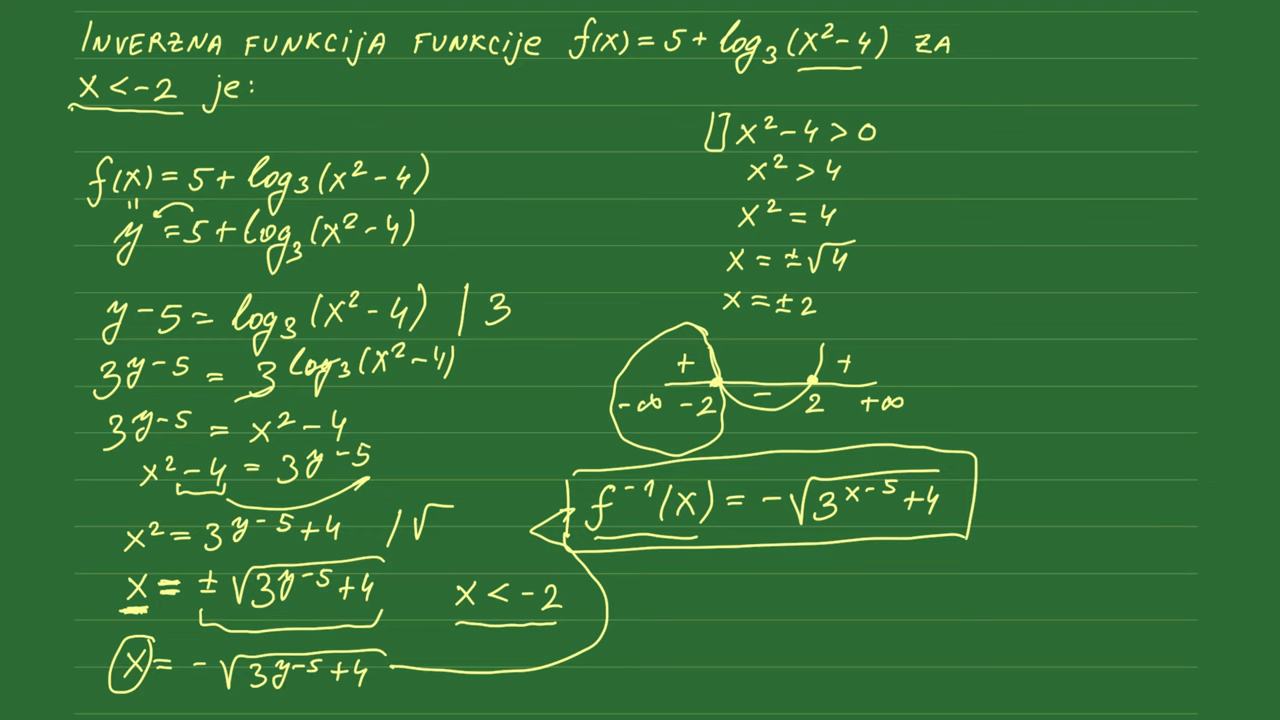 INVERZNA FUNKCIJA FUNKCIJE f(x) = 5 + log₃(x² - 4) ZA
x < -2 je:
f(x) = 5 + log₃(x² - 4)
=
y = 5 + log₃(x² - 4)
y - 5 = log₃(x² - 4) | 3
3^(y-5) = 3^(log₃(x² - 4))
3^(y-5) = x² - 4
x² - 4 = 3^(y-5)
x² = 3^(y-5) + 4 / √
x = ± √(3^(y-5) + 4) x < -2
x = - √(3^(y-5) + 4)
x² - 4 > 0
x² > 4
x² = 4
x = ± √4
x = ± 2
+ - +
-∞ -2 2 +∞
f⁻¹(x) = - √(3^(x-5) + 4)